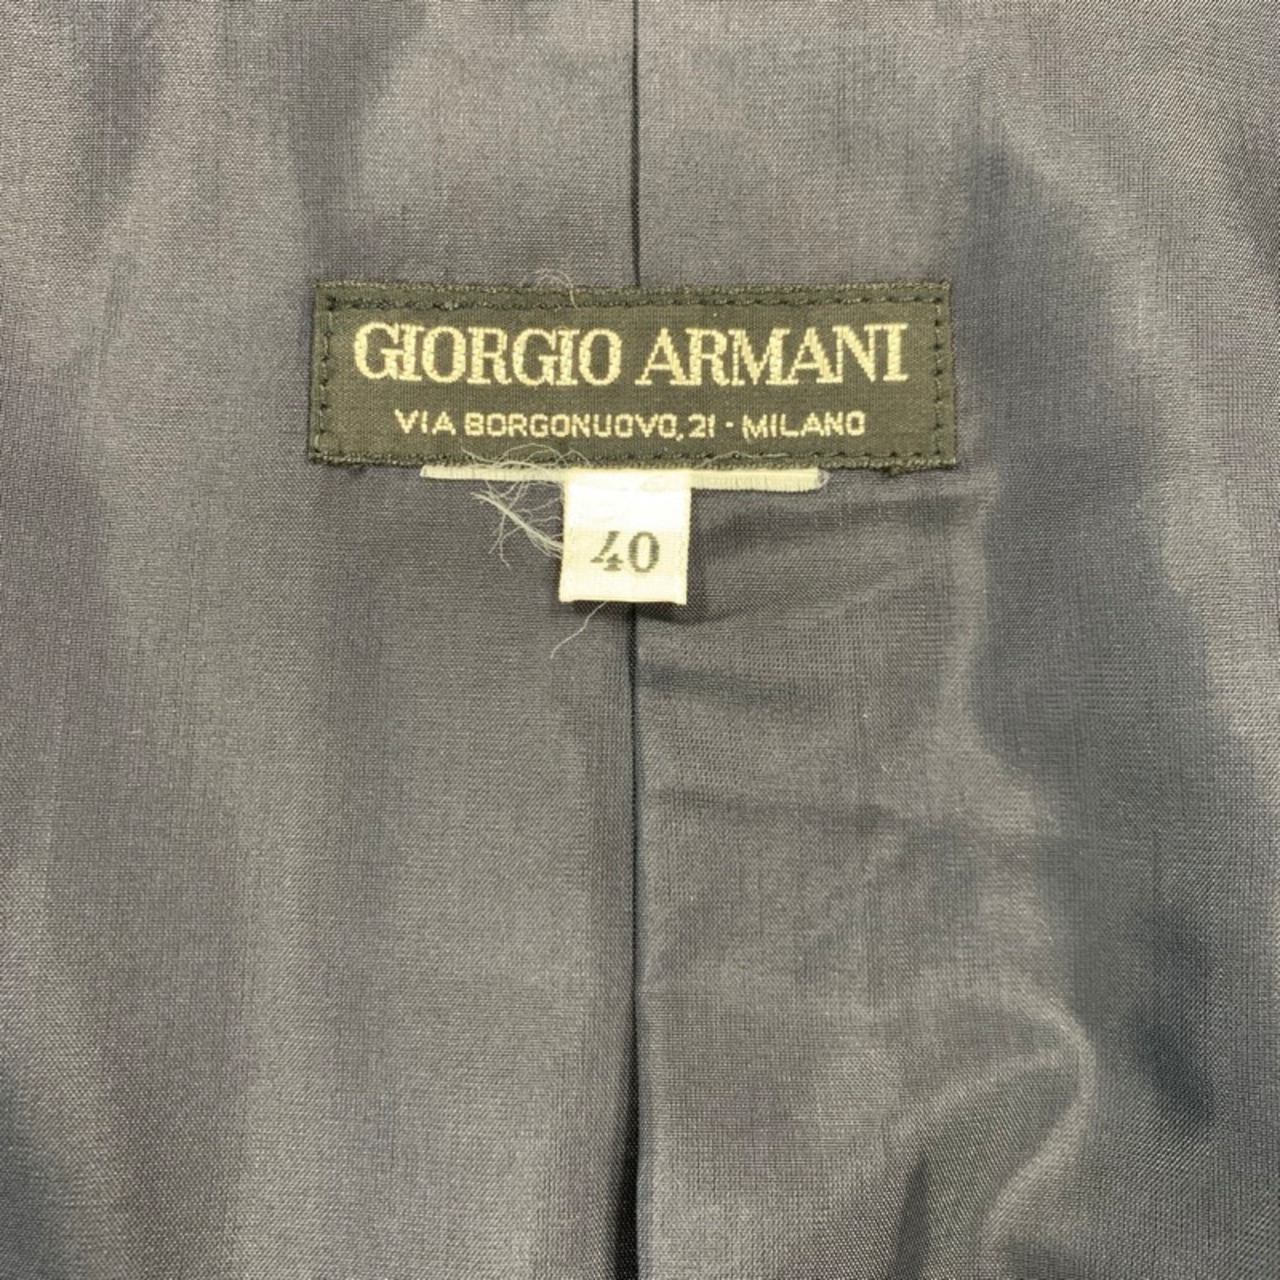 GIORGIO ARMANI
VIA BORGONUOVO, 21 - MILANO
40